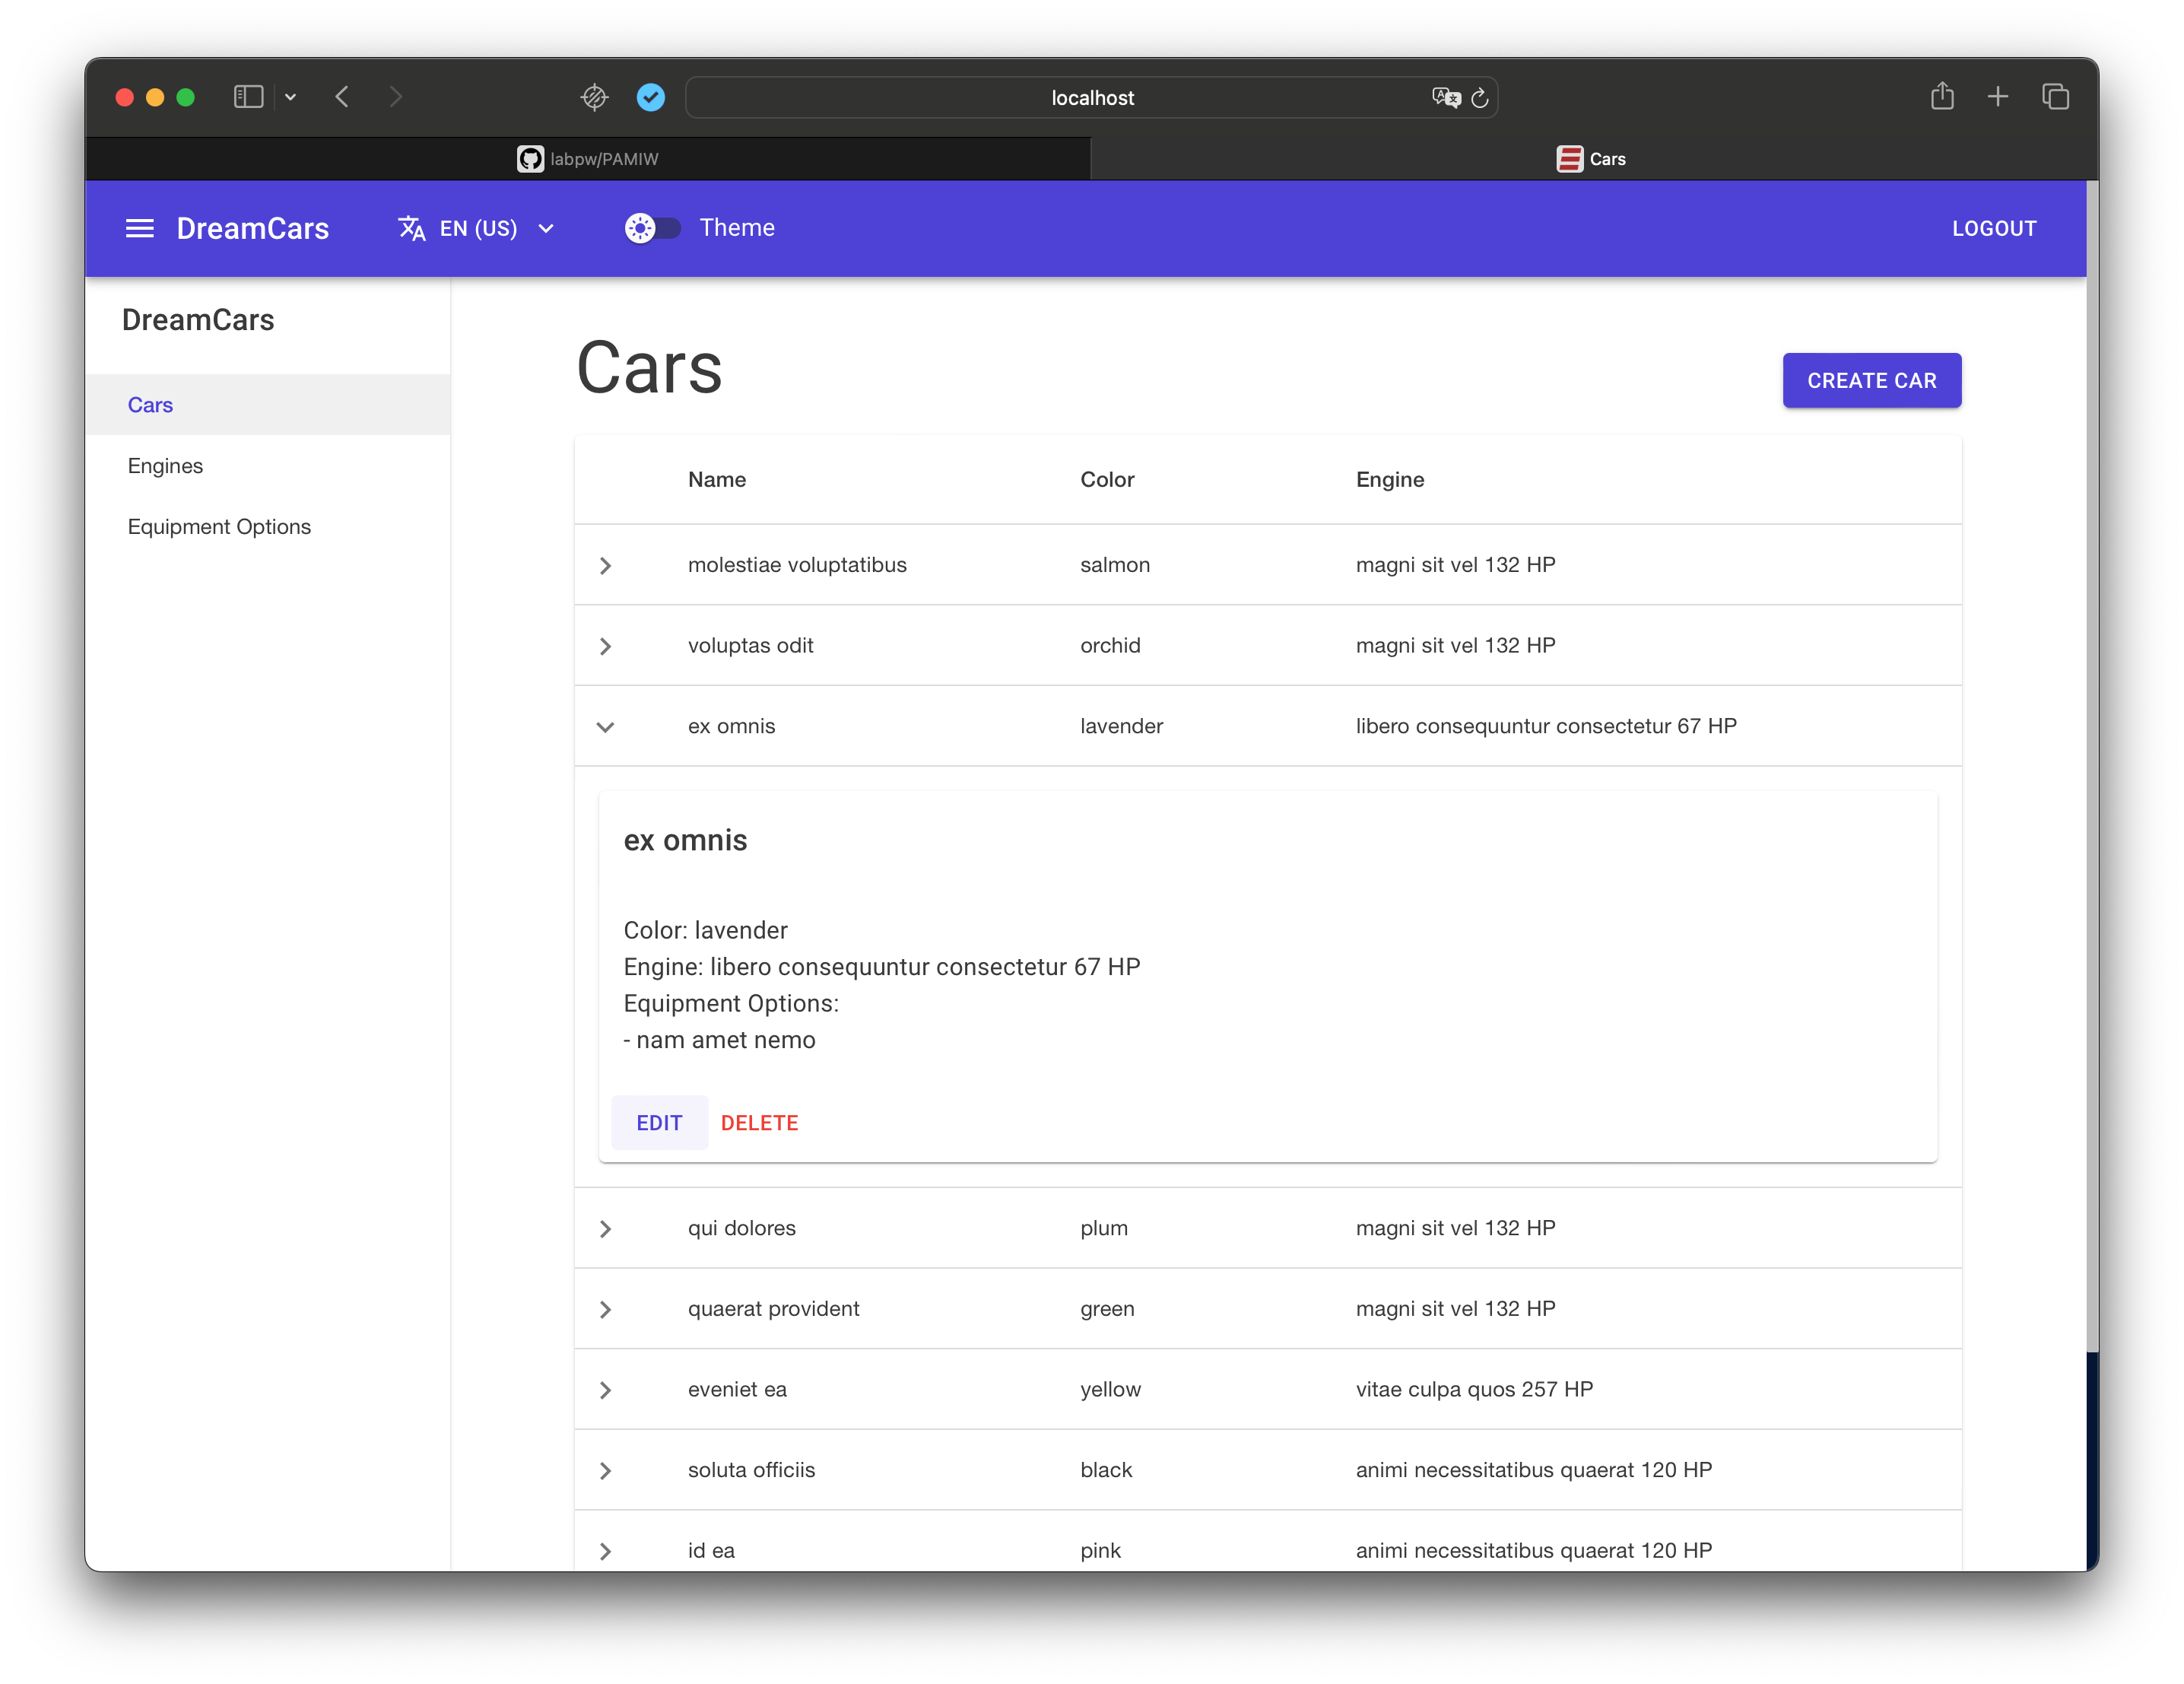 localhost
labpw/PAMIW
Cars
DreamCars EN (US) Theme LOGOUT
DreamCars
Cars
Engines
Equipment Options
Cars
CREATE CAR
Name Color Engine
molestiae voluptatibus salmon magni sit vel 132 HP
voluptas odit orchid magni sit vel 132 HP
ex omnis lavender libero consequuntur consectetur 67 HP
ex omnis
Color: lavender
Engine: libero consequuntur consectetur 67 HP
Equipment Options:
- nam amet nemo
EDIT DELETE
qui dolores plum magni sit vel 132 HP
quaerat provident green magni sit vel 132 HP
eveniet ea yellow vitae culpa quos 257 HP
soluta officiis black animi necessitatibus quaerat 120 HP
id ea pink animi necessitatibus quaerat 120 HP